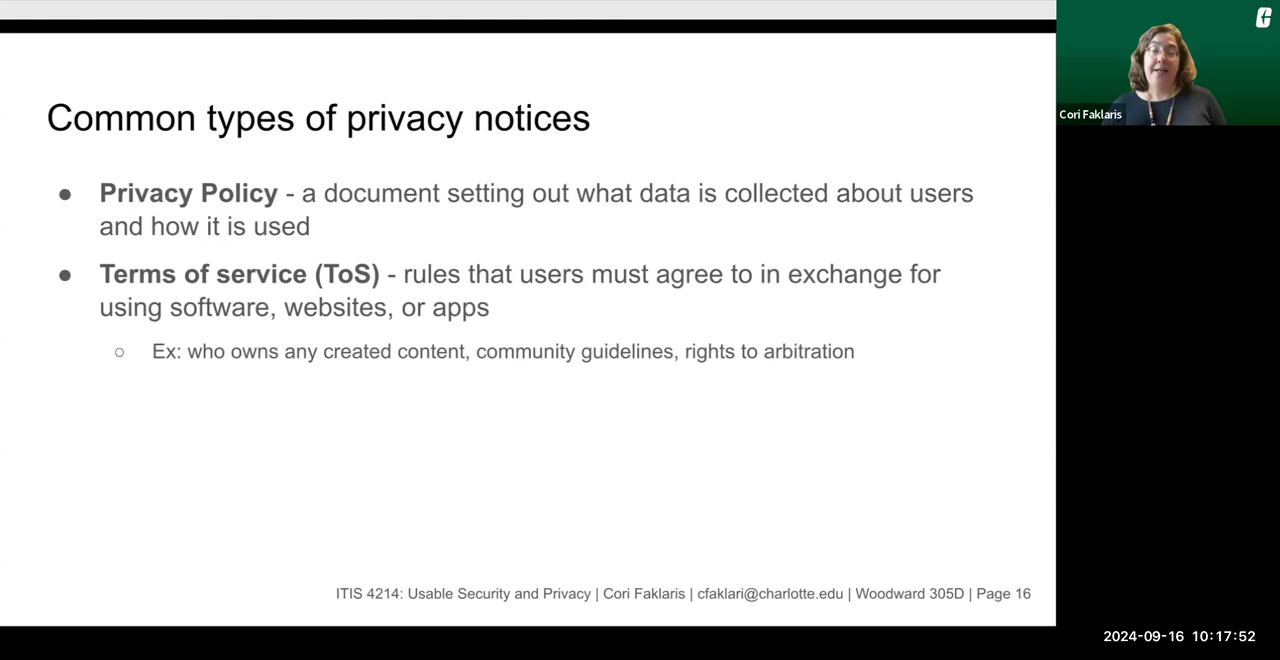 Common types of privacy notices
● Privacy Policy - a document setting out what data is collected about users
and how it is used
● Terms of service (ToS) - rules that users must agree to in exchange for
using software, websites, or apps
○ Ex: who owns any created content, community guidelines, rights to arbitration
ITIS 4214: Usable Security and Privacy | Cori Faklaris | cfaklari@charlotte.edu | Woodward 305D | Page 16
Cori Faklaris
2024-09-16 10:17:52